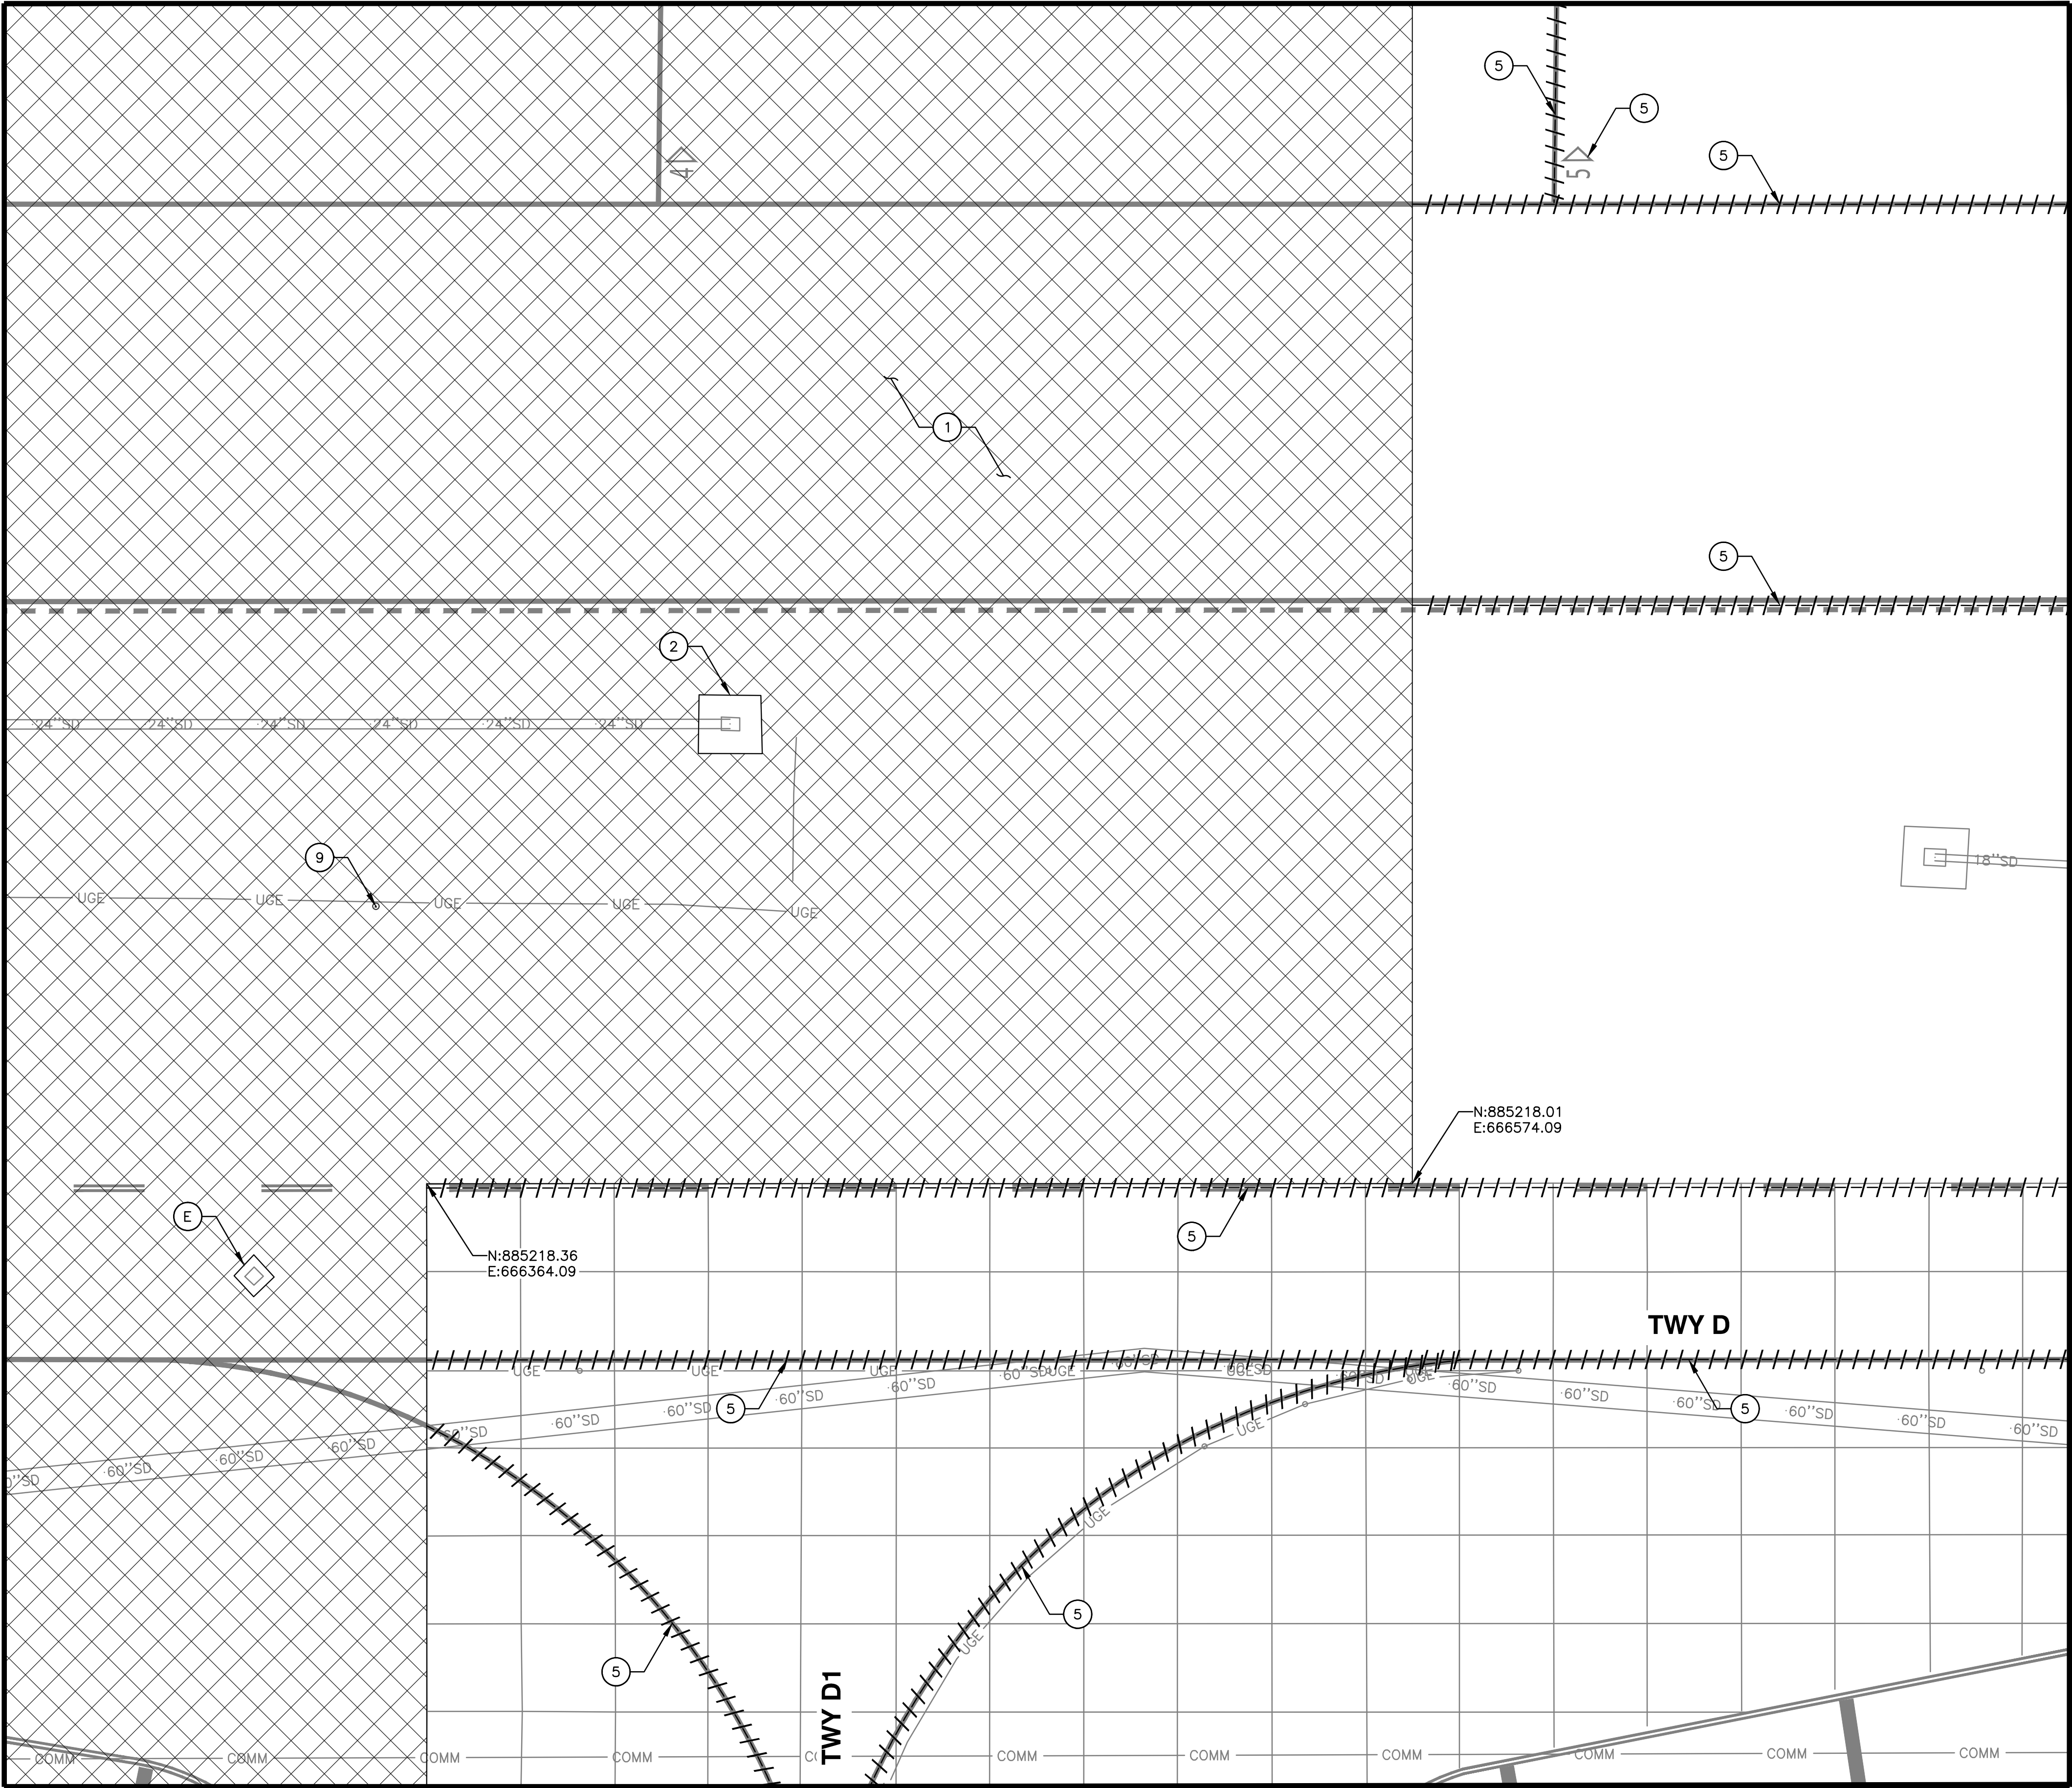 5
5
5
4
5
1
5
2
24"SD 24"SD 24"SD 24"SD 24"SD 24"SD
9
18"SD
UGE UGE UGE UGE UGE
N:885218.01
E:666574.09
E
5
N:885218.36
E:666364.09
TWY D
UGE UGE UGE 60"SD UGE 60"SD 60"SD UGE
60"SD 60"SD 60"SD 60"SD 60"SD 60"SD 60"SD 60"SD 60"SD 60"SD 60"SD 60"SD 60"SD
5
5
UGE
UGE
5
UGE
5
TWY D1
COMM COMM COMM COMM COMM COMM COMM COMM COMM COMM